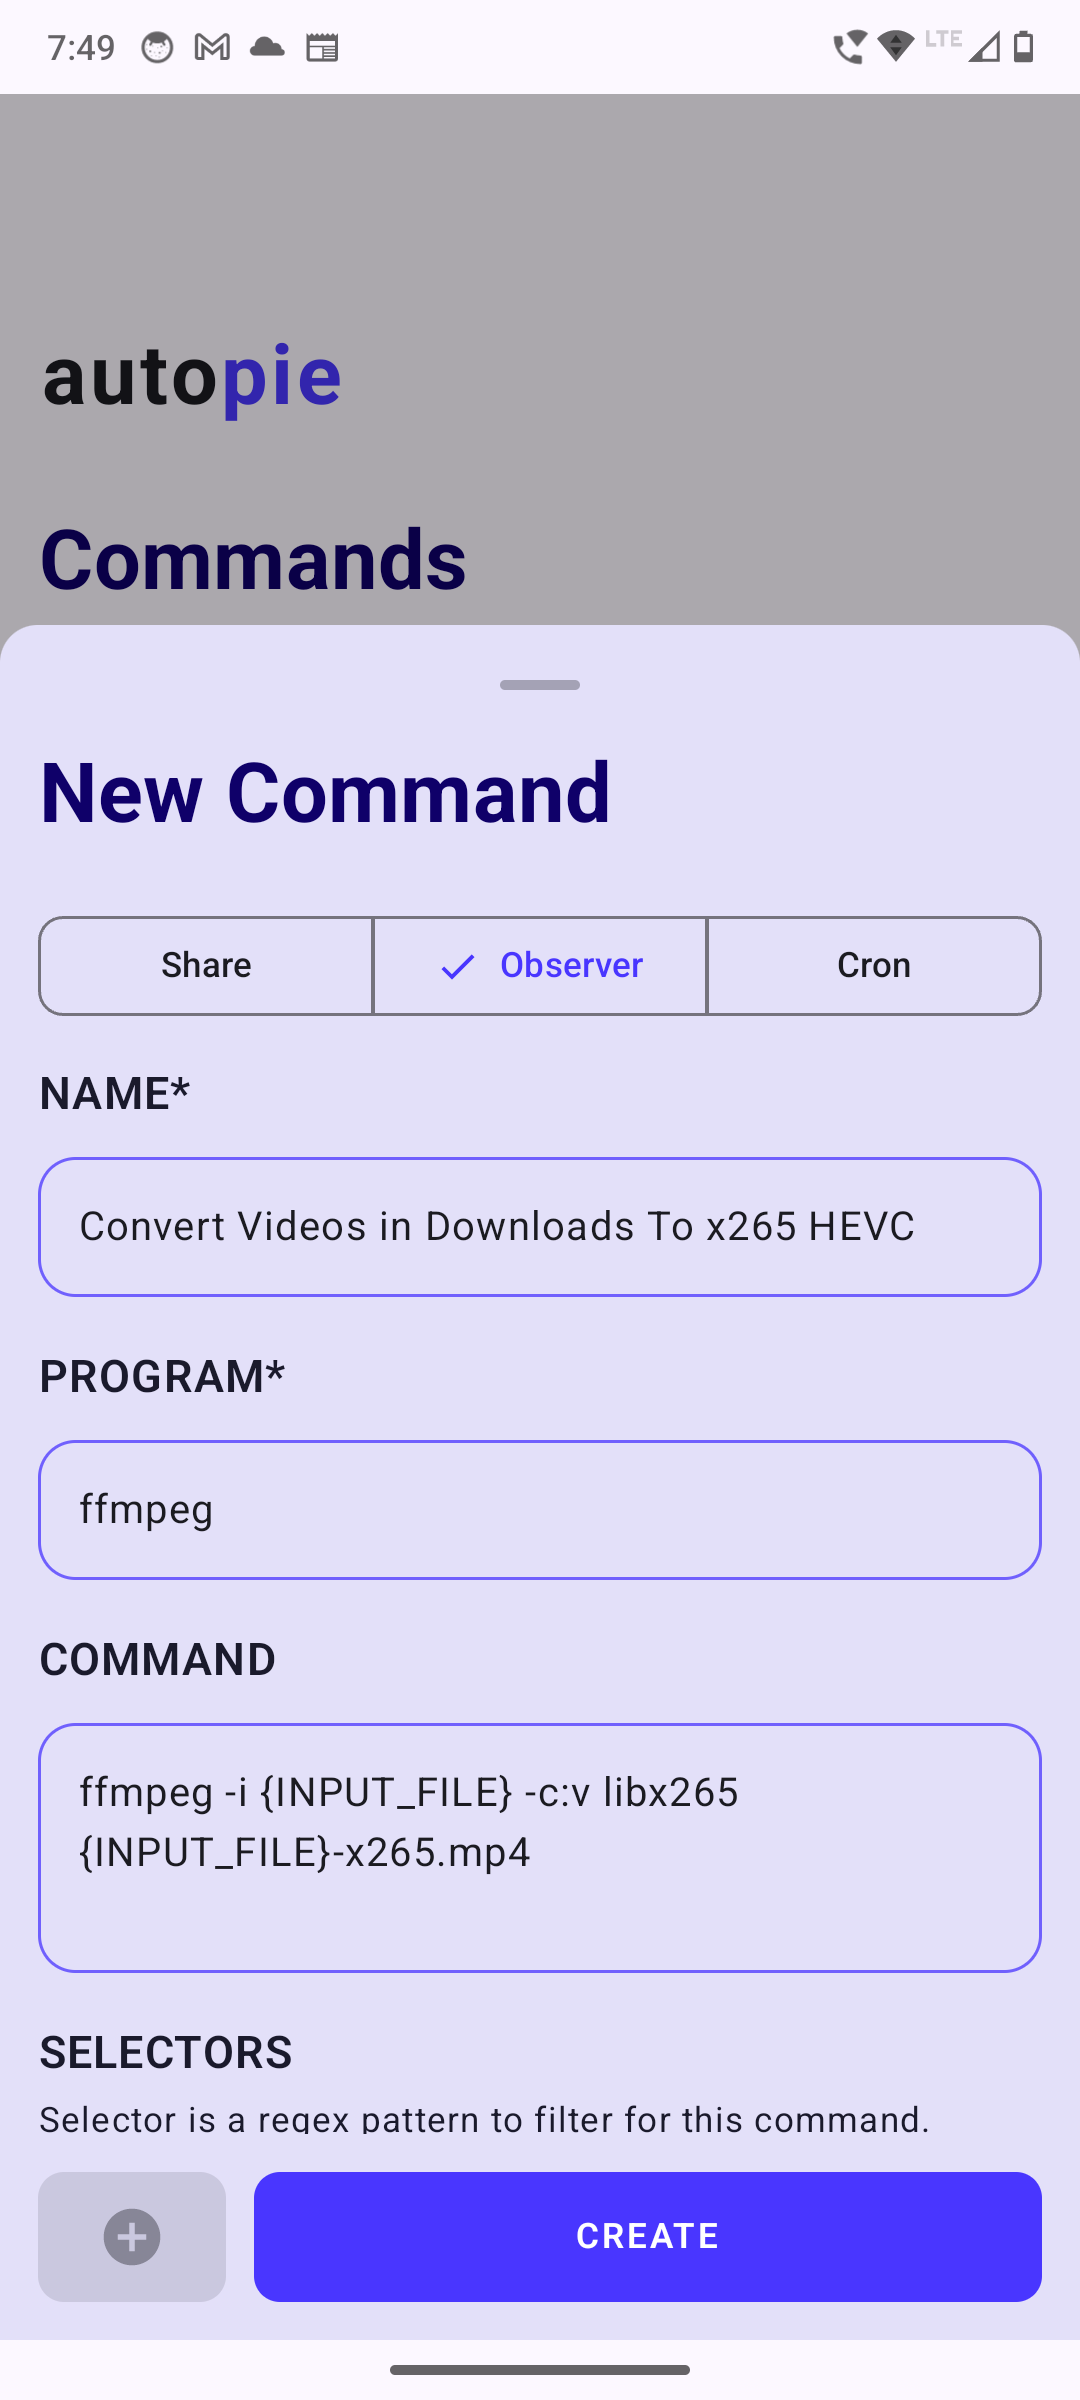 7:49
LTE
autopie
Commands
New Command
Share
Observer
Cron
NAME*
Convert Videos in Downloads To x265 HEVC
PROGRAM*
ffmpeg
COMMAND
ffmpeg -i {INPUT_FILE} -c:v libx265
{INPUT_FILE}-x265.mp4
SELECTORS
Selector is a regex pattern to filter for this command.
CREATE